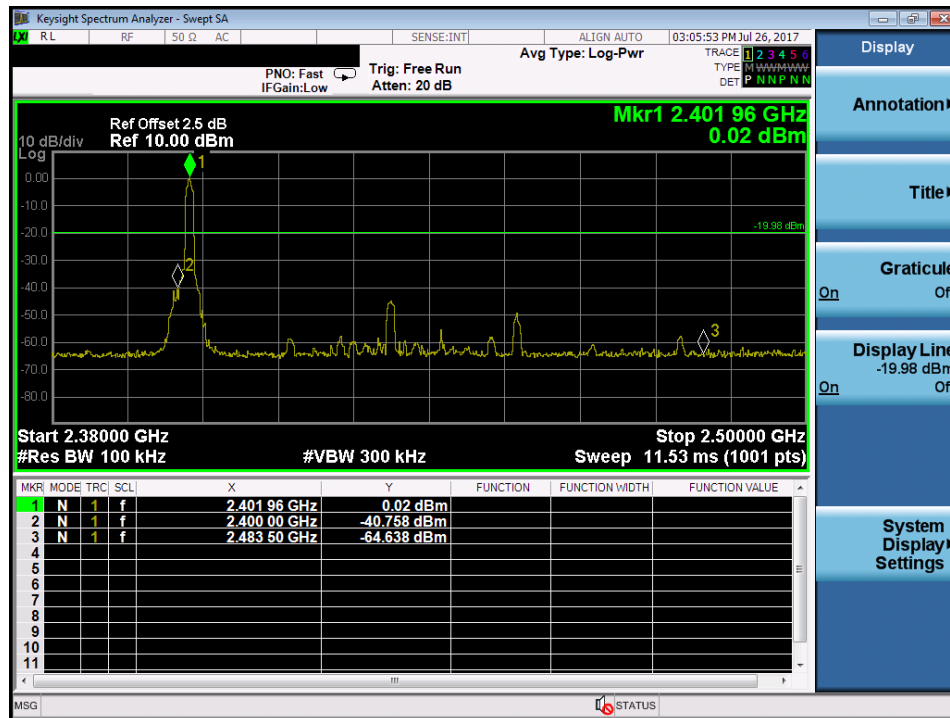 Keysight Spectrum Analyzer - Swept SA
LXI RL RF 50 Ω AC SENSE:INT ALIGN AUTO 03:05:53 PM Jul 26, 2017
Avg Type: Log-Pwr TRACE 1 2 3 4 5 6
PNO: Fast Trig: Free Run TYPE M WWMWW
IFGain:Low Atten: 20 dB DET P N N P N N
Mkr1 2.401 96 GHz
0.02 dBm
Ref Offset 2.5 dB
10 dB/div Ref 10.00 dBm
Log
1
0.00
-10.0
-20.0
-19.98 dBm
-30.0
2
-40.0
-50.0
3
-60.0
-70.0
-80.0
Start 2.38000 GHz Stop 2.50000 GHz
#Res BW 100 kHz #VBW 300 kHz Sweep 11.53 ms (1001 pts)
MKR MODE TRC SCL X Y FUNCTION FUNCTION WIDTH FUNCTION VALUE
1 N 1 f 2.401 96 GHz 0.02 dBm
2 N 1 f 2.400 00 GHz -40.758 dBm
3 N 1 f 2.483 50 GHz -64.638 dBm
4
5
6
7
8
9
10
11
MSG STATUS
Display
Annotation
Title
Graticule
On Of
Display Line
-19.98 dBm
On Of
System
Display
Settings